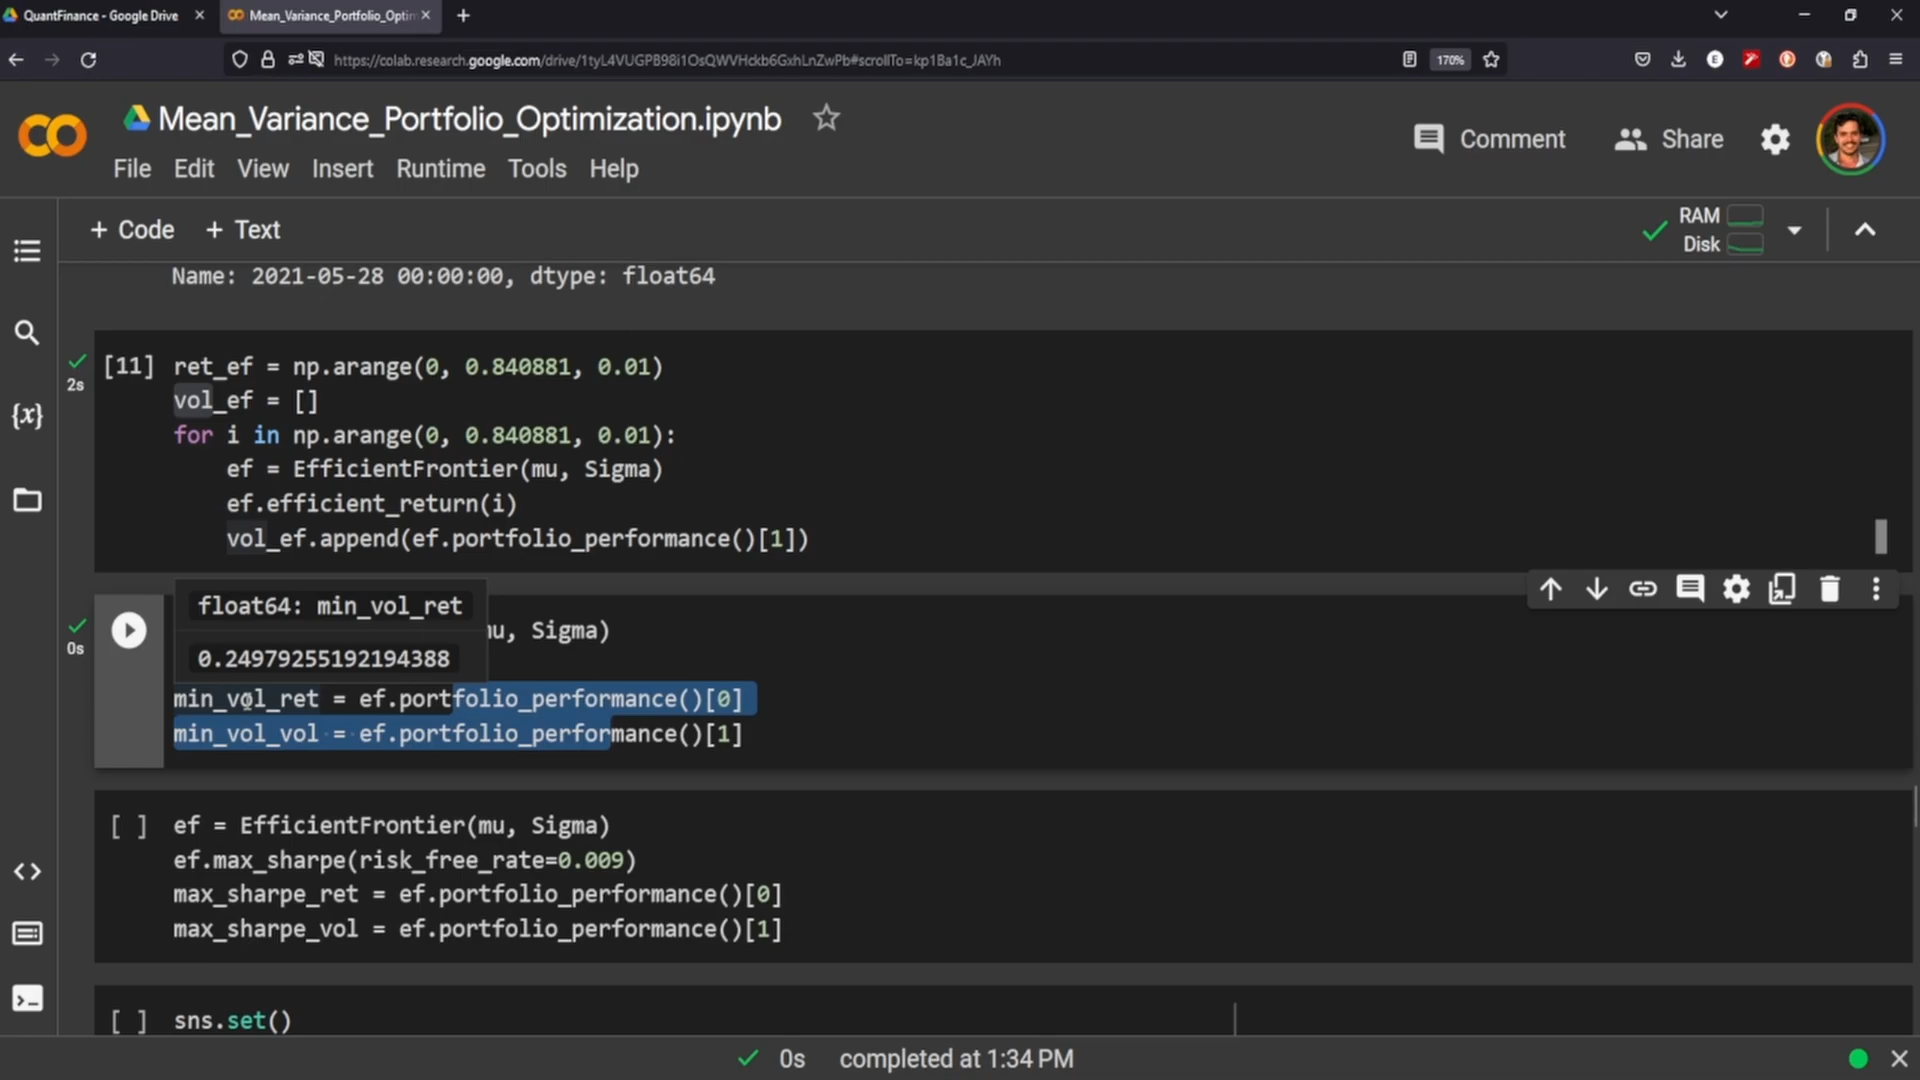 QuantFinance - Google Drive
Mean_Variance_Portfolio_Optim
https://colab.research.google.com/drive/1tyL4VUGPB98i1OsQWVHckb6GxhLnZwPb#scrollTo=kp1Ba1c_JAYh
170%
Mean_Variance_Portfolio_Optimization.ipynb
Comment
Share
File Edit View Insert Runtime Tools Help
+ Code + Text
RAM
Disk
Name: 2021-05-28 00:00:00, dtype: float64
[11] ret_ef = np.arange(0, 0.840881, 0.01)
2s
vol_ef = []
for i in np.arange(0, 0.840881, 0.01):
ef = EfficientFrontier(mu, Sigma)
ef.efficient_return(i)
vol_ef.append(ef.portfolio_performance()[1])
float64: min_vol_ret
0s
mu, Sigma)
0.24979255192194388
min_vol_ret = ef.portfolio_performance()[0]
min_vol_vol = ef.portfolio_performance()[1]
[ ] ef = EfficientFrontier(mu, Sigma)
ef.max_sharpe(risk_free_rate=0.009)
max_sharpe_ret = ef.portfolio_performance()[0]
max_sharpe_vol = ef.portfolio_performance()[1]
[ ] sns.set()
0s completed at 1:34 PM